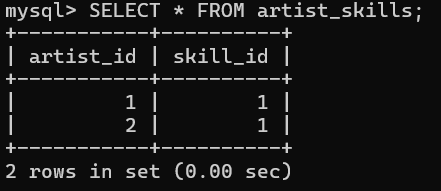 mysql> SELECT * FROM artist_skills;
+-----------+----------+
| artist_id | skill_id |
+-----------+----------+
|         1 |        1 |
|         2 |        1 |
+-----------+----------+
2 rows in set (0.00 sec)